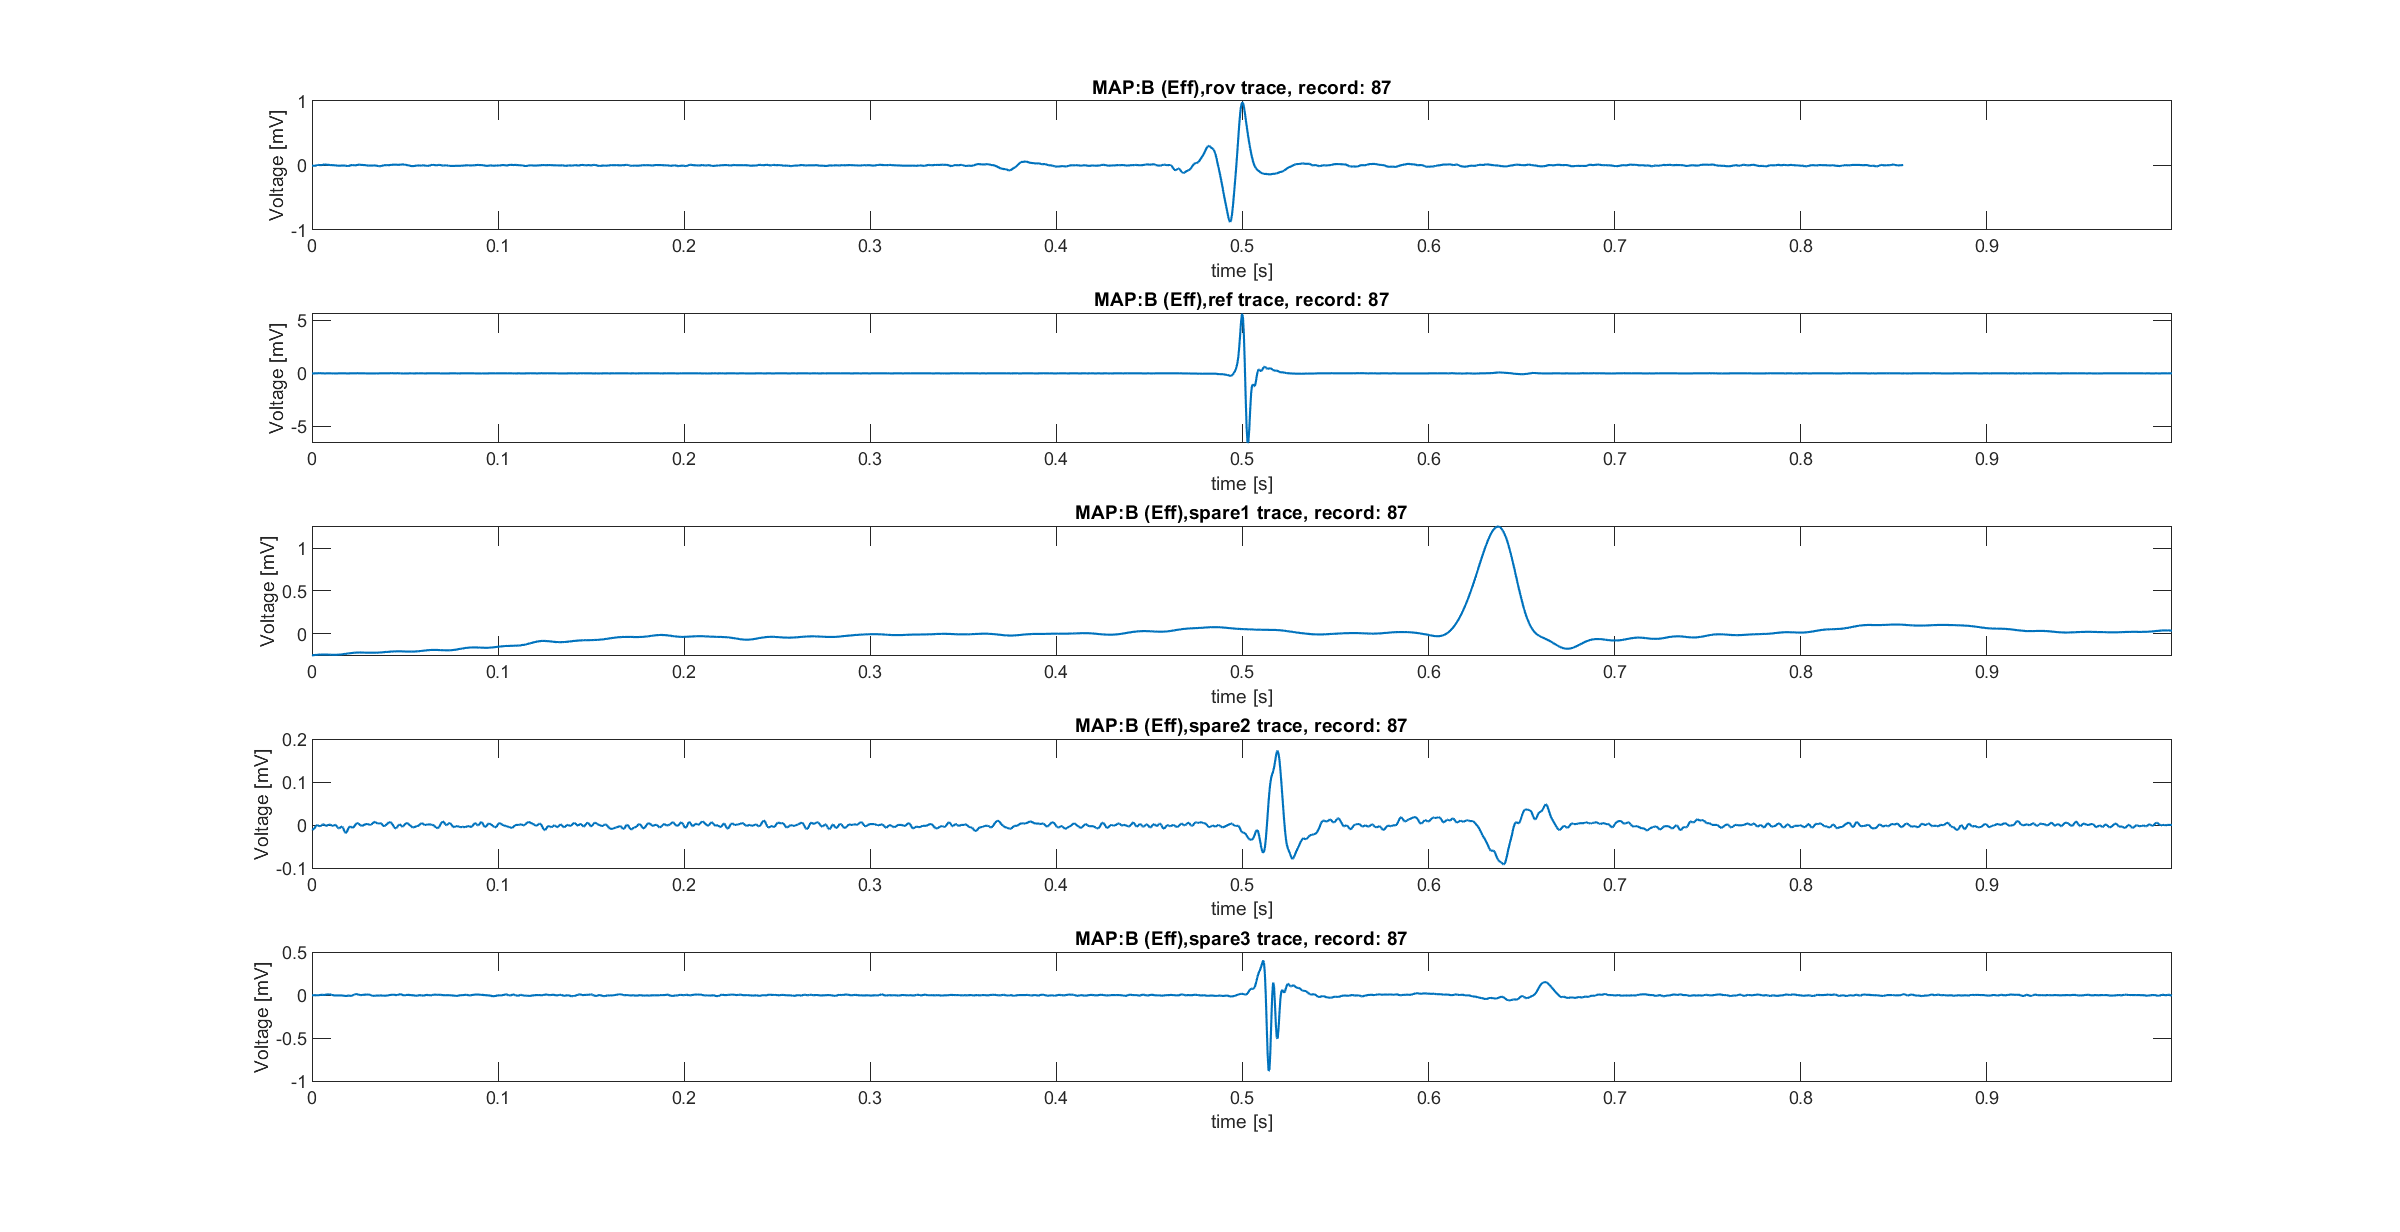 MAP:B (Eff),rov trace, record: 87
Voltage [mV]
1
0
-1
0 0.1 0.2 0.3 0.4 0.5 0.6 0.7 0.8 0.9
time [s]
MAP:B (Eff),ref trace, record: 87
Voltage [mV]
5
0
-5
0 0.1 0.2 0.3 0.4 0.5 0.6 0.7 0.8 0.9
time [s]
MAP:B (Eff),spare1 trace, record: 87
Voltage [mV]
1
0.5
0
0 0.1 0.2 0.3 0.4 0.5 0.6 0.7 0.8 0.9
time [s]
MAP:B (Eff),spare2 trace, record: 87
Voltage [mV]
0.2
0.1
0
-0.1
0 0.1 0.2 0.3 0.4 0.5 0.6 0.7 0.8 0.9
time [s]
MAP:B (Eff),spare3 trace, record: 87
Voltage [mV]
0.5
0
-0.5
-1
0 0.1 0.2 0.3 0.4 0.5 0.6 0.7 0.8 0.9
time [s]